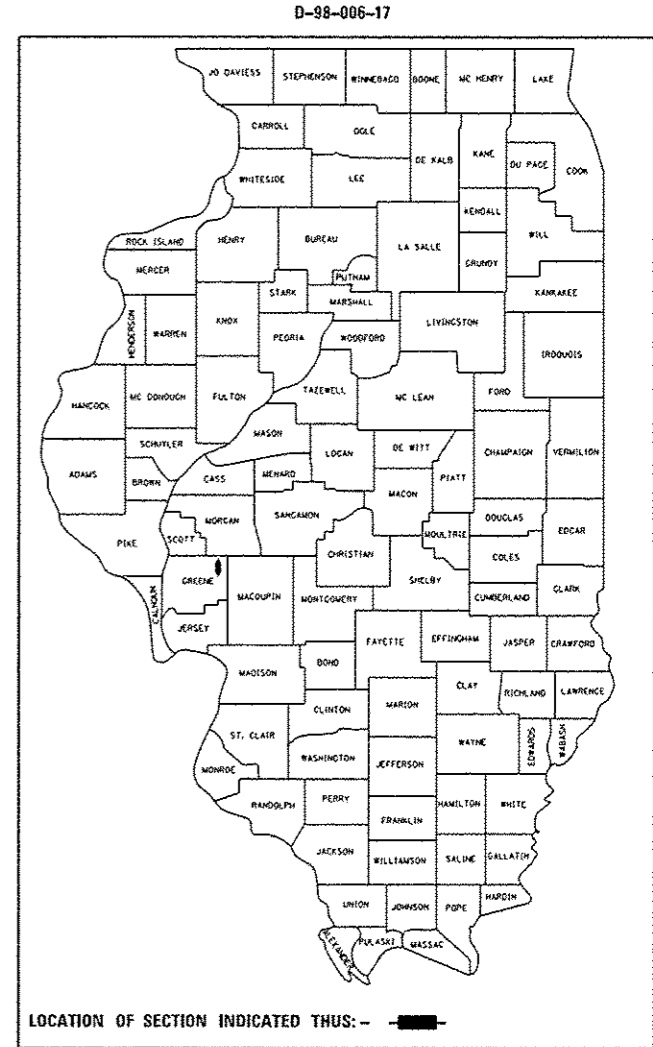 D-98-006-17
JO DAVIESS STEPHENSON WINNEBAGO BOONE MC HENRY LAKE
CARROLL OGLE
DE KALB KANE DU PAGE COOK
WHITESIDE LEE
KENDALL WILL
ROCK ISLAND HENRY BUREAU LA SALLE GRUNDY
MERCER PUTNAM KANKAKEE
STARK MARSHALL
HENDERSON WARREN KNOX PEORIA WOODFORD LIVINGSTON IROQUOIS
HANCOCK MC DONOUGH FULTON TAZEWELL MC LEAN FORD
SCHUYLER MASON
ADAMS BROWN CASS MENARD LOGAN DE WITT PIATT CHAMPAIGN VERMILION
MACON
PIKE SCOTT MORGAN SANGAMON CHRISTIAN MOULTRIE DOUGLAS EDGAR
COLES
CALHOUN GREENE MACOUPIN MONTGOMERY SHELBY CUMBERLAND CLARK
JERSEY
FAYETTE EFFINGHAM JASPER CRAWFORD
MADISON BOND
CLAY RICHLAND LAWRENCE
CLINTON MARION
ST. CLAIR WAYNE EDWARDS WABASH
MONROE WASHINGTON JEFFERSON
RANDOLPH PERRY HAMILTON WHITE
FRANKLIN
JACKSON WILLIAMSON SALINE GALLATIN
HARDIN
UNION JOHNSON POPE
ALEXANDER PULASKI MASSAC
LOCATION OF SECTION INDICATED THUS:- - -